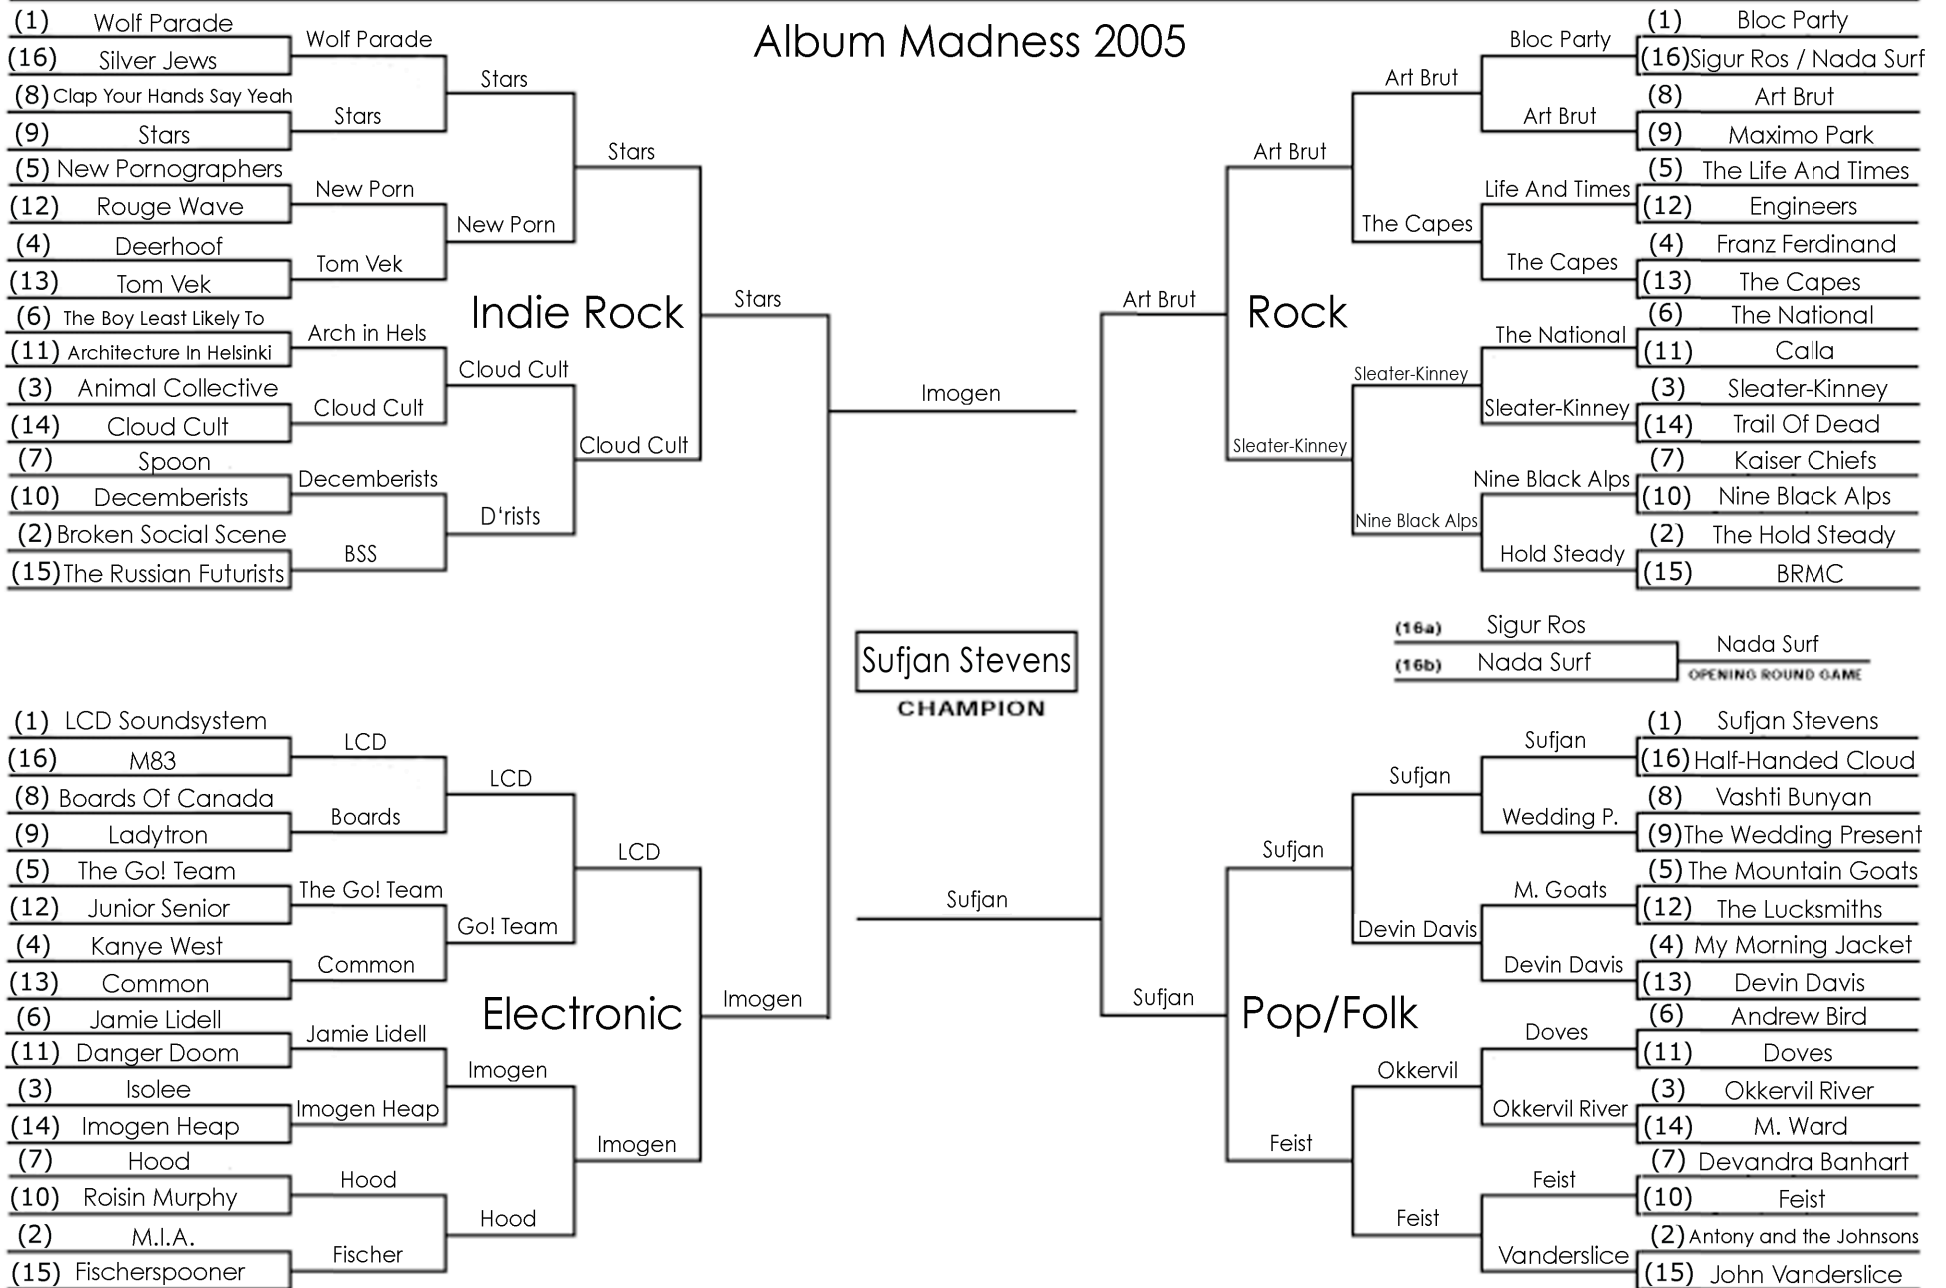 Album Madness 2005
(1) Wolf Parade
(16) Silver Jews
(8) Clap Your Hands Say Yeah
(9) Stars
(5) New Pornographers
(12) Rouge Wave
(4) Deerhoof
(13) Tom Vek
(6) The Boy Least Likely To
(11) Architecture In Helsinki
(3) Animal Collective
(14) Cloud Cult
(7) Spoon
(10) Decemberists
(2) Broken Social Scene
(15) The Russian Futurists
Wolf Parade
Stars
New Porn
Tom Vek
Arch in Hels
Cloud Cult
Decemberists
BSS
Stars
New Porn
Cloud Cult
D'rists
Stars
Cloud Cult
Indie Rock
Stars
(1) LCD Soundsystem
(16) M83
(8) Boards Of Canada
(9) Ladytron
(5) The Go! Team
(12) Junior Senior
(4) Kanye West
(13) Common
(6) Jamie Lidell
(11) Danger Doom
(3) Isolee
(14) Imogen Heap
(7) Hood
(10) Roisin Murphy
(2) M.I.A.
(15) Fischerspooner
LCD
Boards
The Go! Team
Common
Jamie Lidell
Imogen Heap
Hood
Fischer
LCD
Go! Team
Imogen
Hood
LCD
Imogen
Electronic
Imogen
Imogen
Sufjan Stevens
CHAMPION
Sufjan
Art Brut
Rock
Art Brut
Sleater-Kinney
Art Brut
The Capes
Sleater-Kinney
Nine Black Alps
Bloc Party
Art Brut
Life And Times
The Capes
The National
Sleater-Kinney
Nine Black Alps
Hold Steady
(1) Bloc Party
(16) Sigur Ros / Nada Surf
(8) Art Brut
(9) Maximo Park
(5) The Life And Times
(12) Engineers
(4) Franz Ferdinand
(13) The Capes
(6) The National
(11) Calla
(3) Sleater-Kinney
(14) Trail Of Dead
(7) Kaiser Chiefs
(10) Nine Black Alps
(2) The Hold Steady
(15) BRMC
(16a) Sigur Ros
(16b) Nada Surf
Nada Surf
OPENING ROUND GAME
Sufjan
Pop/Folk
Sufjan
Feist
Sufjan
Devin Davis
Okkervil
Feist
Sufjan
Wedding P.
M. Goats
Devin Davis
Doves
Okkervil River
Feist
Vanderslice
(1) Sufjan Stevens
(16) Half-Handed Cloud
(8) Vashti Bunyan
(9) The Wedding Present
(5) The Mountain Goats
(12) The Lucksmiths
(4) My Morning Jacket
(13) Devin Davis
(6) Andrew Bird
(11) Doves
(3) Okkervil River
(14) M. Ward
(7) Devandra Banhart
(10) Feist
(2) Antony and the Johnsons
(15) John Vanderslice